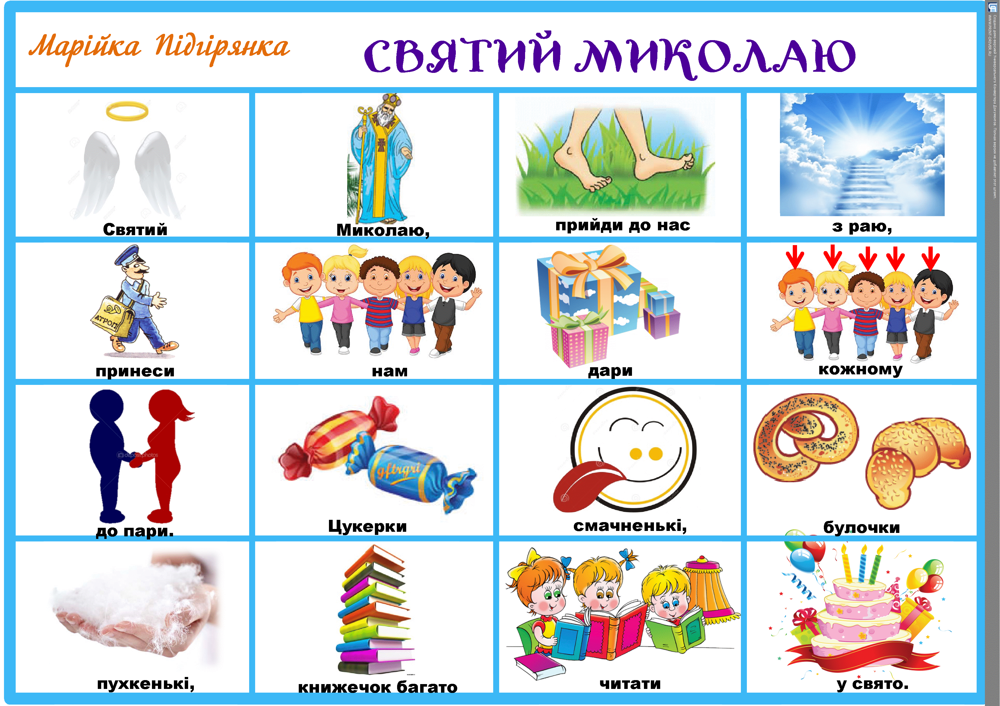 Марійка Підгірянка
СВЯТИЙ МИКОЛАЮ
Святий
Миколаю,
прийди до нас
з раю,
принеси
нам
дари
кожному
до пари.
Цукерки
смачненькі,
булочки
пухкенькі,
книжечок багато
читати
у свято.
depositphotos
gftrgri
Создано демо-версией Универсального Конвертера Документов. Полная версия не добавляет этот штамп.
WWW.PRINT-DRIVER.RU